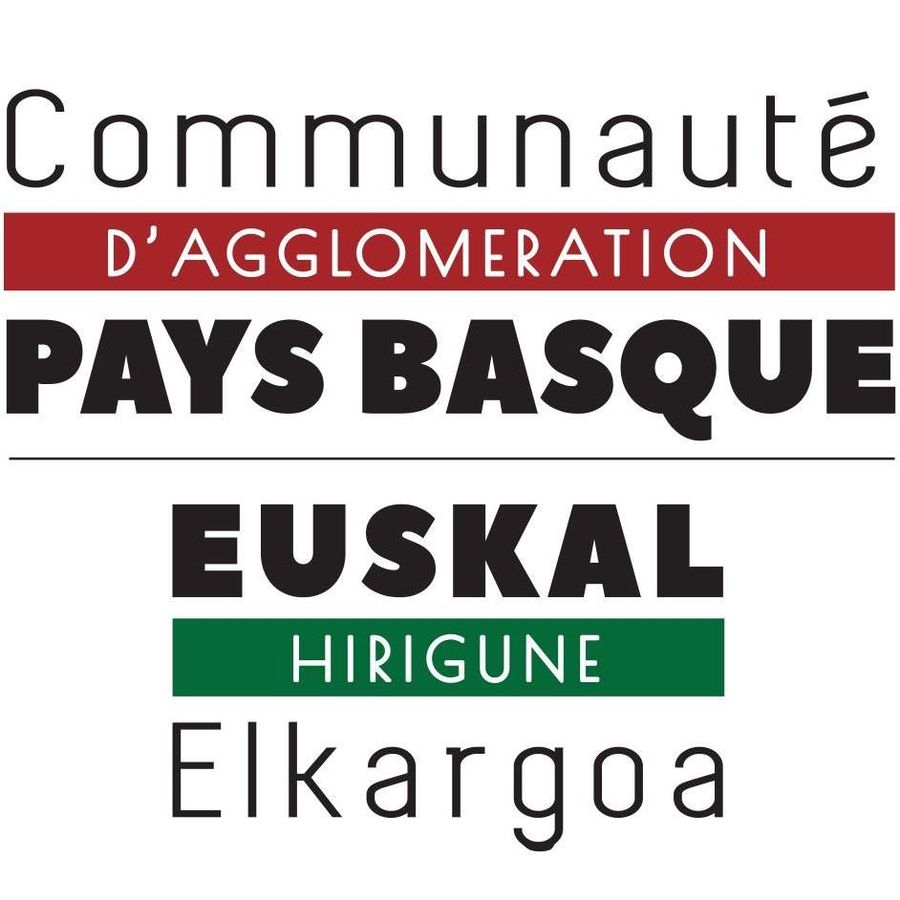 Communauté
D'AGGLOMERATION
PAYS BASQUE
EUSKAL
HIRIGUNE
Elkargoa